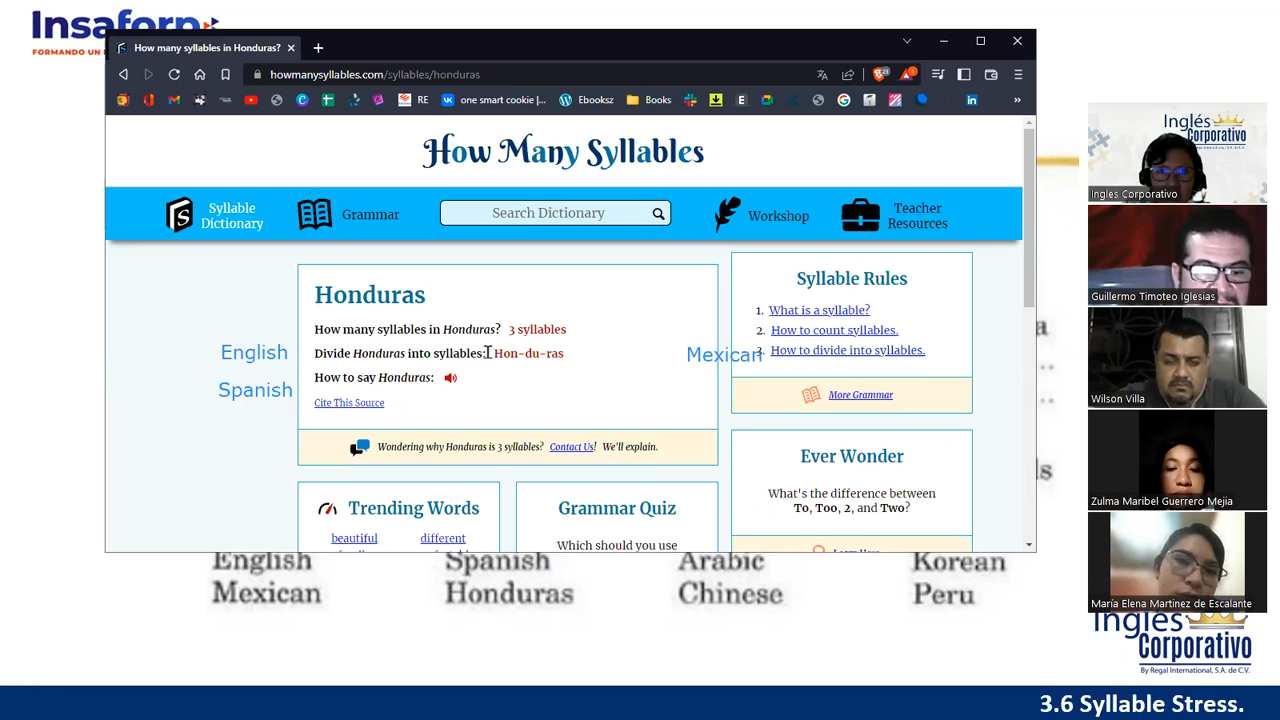 Insaforp
FORMANDO UN
How many syllables in Honduras?
howmanysyllables.com/syllables/honduras
RE
one smart cookie |...
Ebooksz
Books
How Many Syllables
Syllable
Dictionary
Grammar
Search Dictionary
Workshop
Teacher
Resources
Honduras
How many syllables in Honduras? 3 syllables
Divide Honduras into syllables: Hon-du-ras
How to say Honduras:
Cite This Source
Wondering why Honduras is 3 syllables? Contact Us! We'll explain.
Trending Words
beautiful
different
Grammar Quiz
Which should you use
Syllable Rules
1. What is a syllable?
2. How to count syllables.
3. How to divide into syllables.
More Grammar
Ever Wonder
What's the difference between
To, Too, 2, and Two?
English
Spanish
Mexican
English
Spanish
Arabic
Korean
Mexican
Honduras
Chinese
Peru
Inglés
Corporativo
Ingles Corporativo
Guillermo Timoteo Iglesias
Wilson Villa
Zulma Maribel Guerrero Mejia
María Elena Martinez de Escalante
Inglés
Corporativo
By Regal International, S.A. de C.V.
3.6 Syllable Stress.